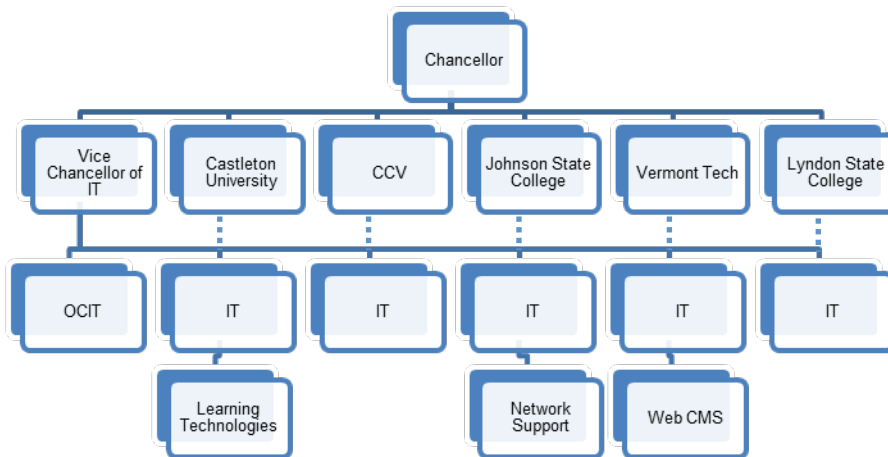 Chancellor
Vice
Chancellor of
IT
Castleton
University
CCV
Johnson State
College
Vermont Tech
Lyndon State
College
OCIT
IT
IT
IT
IT
IT
Learning
Technologies
Network
Support
Web CMS